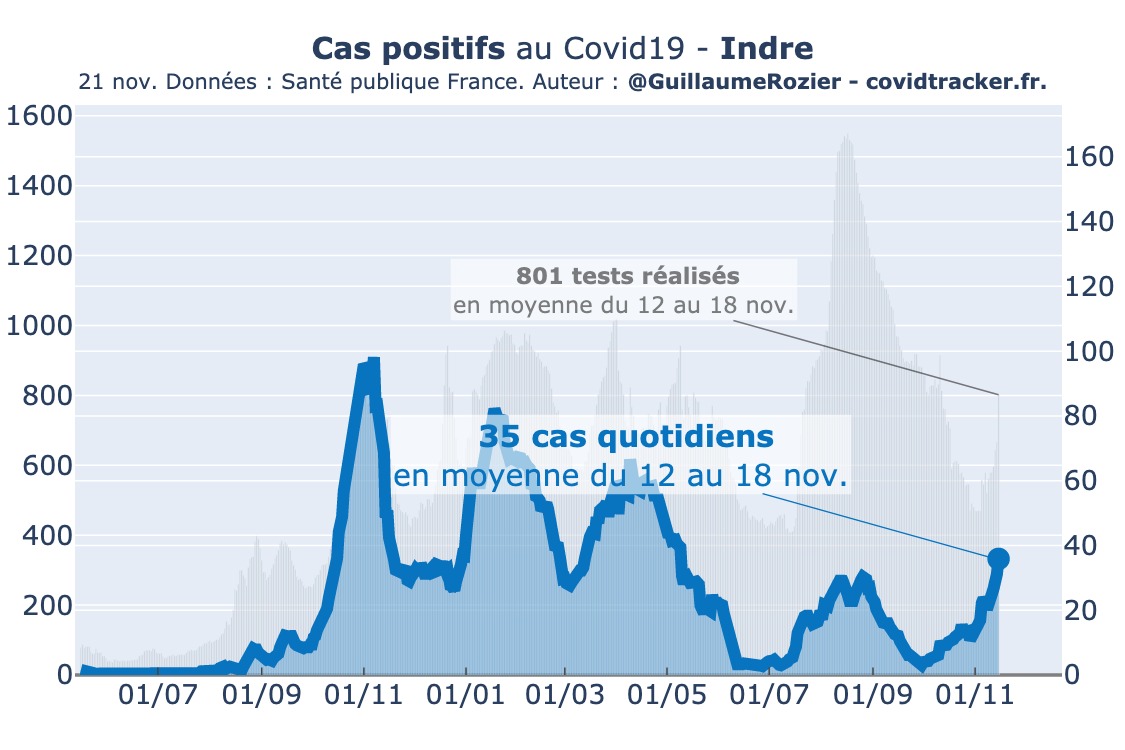 Cas positifs au Covid19 - Indre
21 nov. Données : Santé publique France. Auteur : @GuillaumeRozier - covidtracker.fr.
1600
1400
1200
1000
800
600
400
200
0
160
140
120
100
80
60
40
20
0
801 tests réalisés
en moyenne du 12 au 18 nov.
35 cas quotidiens
en moyenne du 12 au 18 nov.
01/07 01/09 01/11 01/01 01/03 01/05 01/07 01/09 01/11